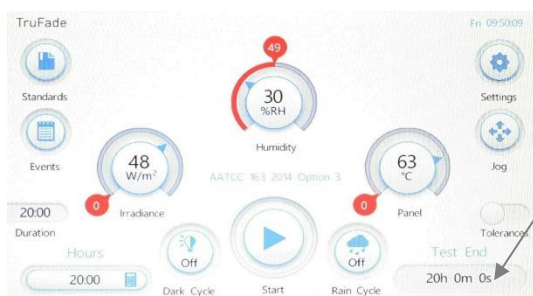 TruFade
Fri 09:50:09
49
Standards
30
%RH
Settings
Humidity
Events
48
W/m²
63
°C
Jog
AATCC 163 2014 Option 3
0
0
20:00
Irradiance
Panel
Duration
Tolerances
Hours
Off
Off
Test End
20:00
20h 0m 0s
Dark Cycle
Start
Rain Cycle